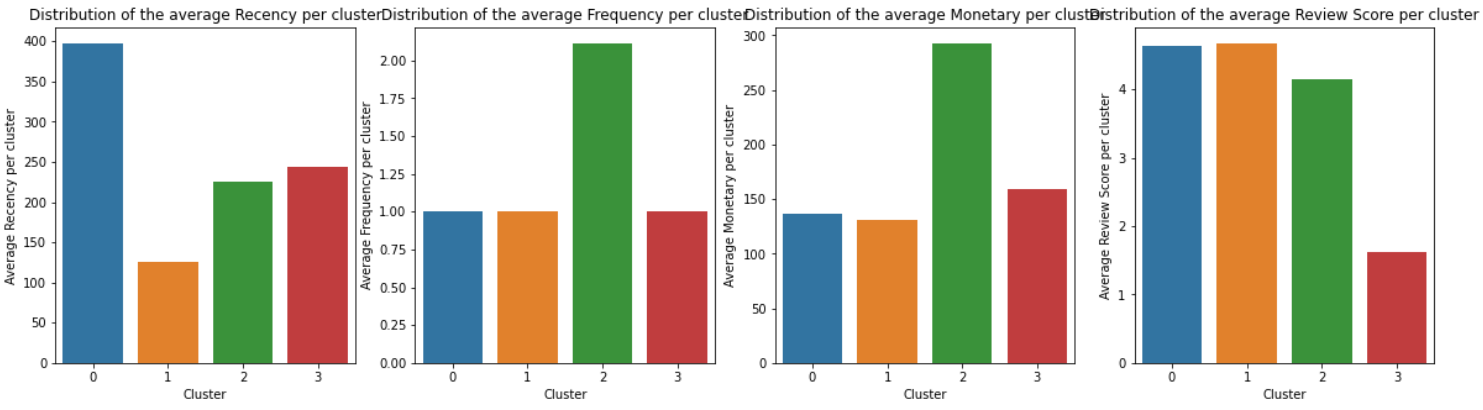 Distribution of the average Recency per cluster
400
350
300
250
200
150
100
50
0
Average Recency per cluster
0 1 2 3
Cluster
Distribution of the average Frequency per cluster
2.00
1.75
1.50
1.25
1.00
0.75
0.50
0.25
0.00
Average Frequency per cluster
0 1 2 3
Cluster
Distribution of the average Monetary per cluster
300
250
200
150
100
50
0
Average Monetary per cluster
0 1 2 3
Cluster
Distribution of the average Review Score per cluster
4
3
2
1
0
Average Review Score per cluster
0 1 2 3
Cluster